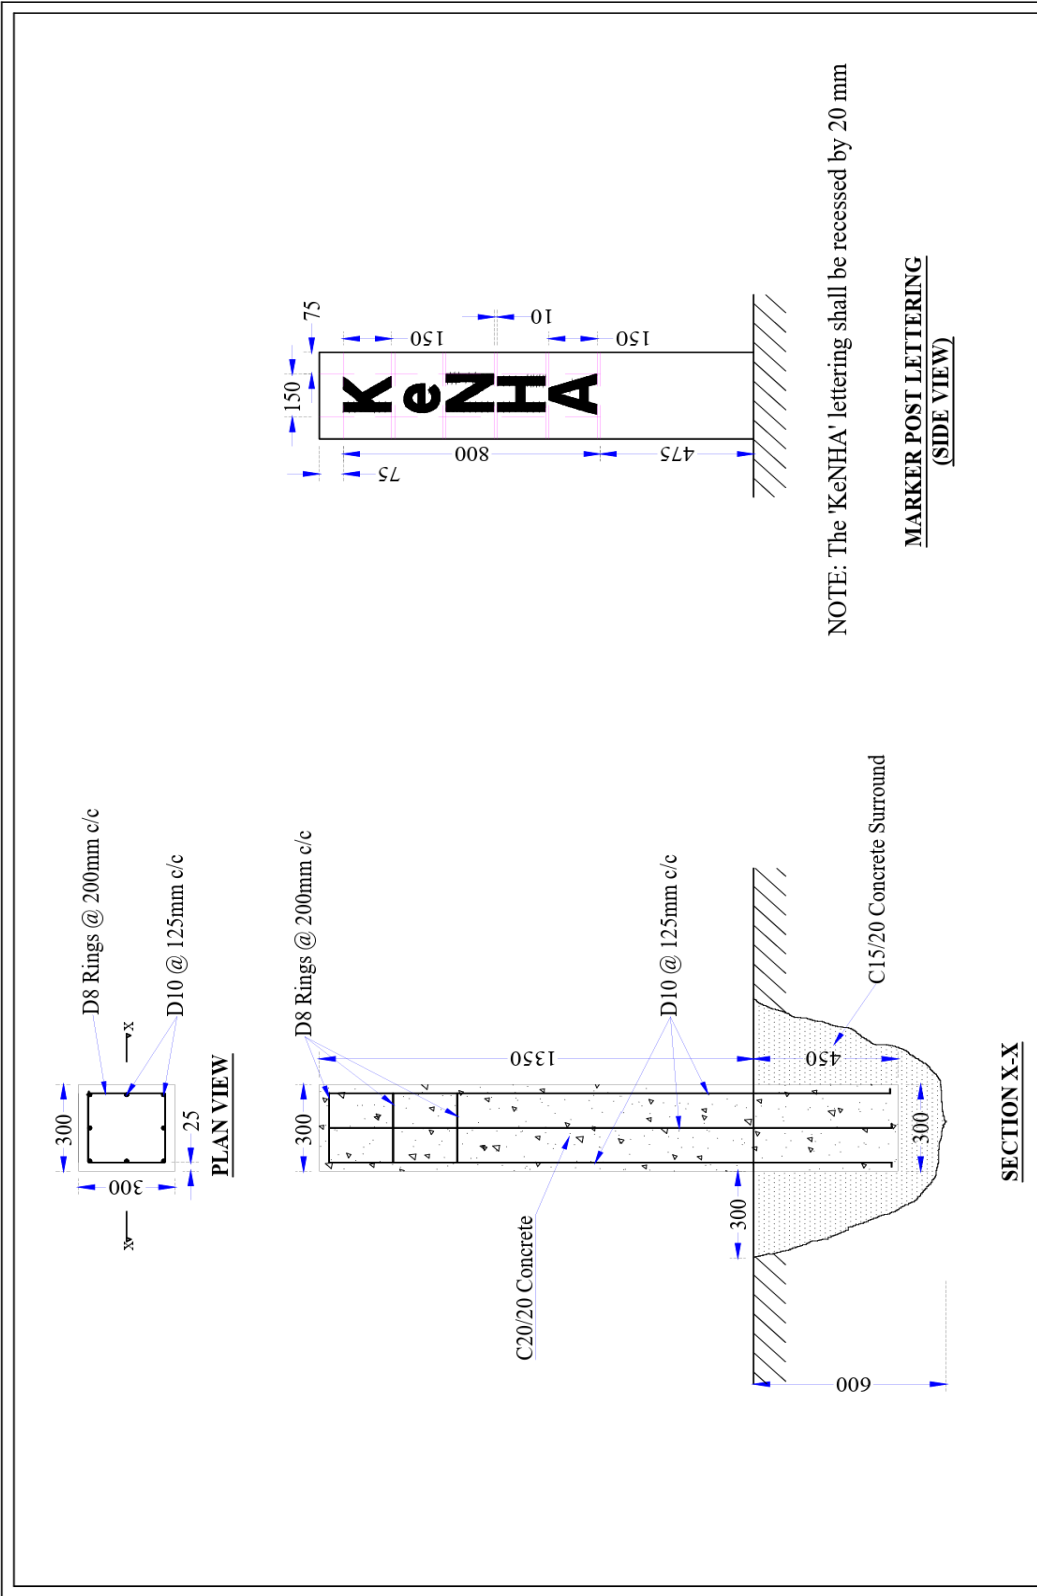 D8 Rings @ 200mm c/c
D10 @ 125mm c/c
300
300
25
x
x
PLAN VIEW
D8 Rings @ 200mm c/c
300
1350
D10 @ 125mm c/c
C20/20 Concrete
300
450
300
600
C15/20 Concrete Surround
SECTION X-X
75
150
75
150
10
150
800
475
KeNHA
NOTE: The 'KeNHA' lettering shall be recessed by 20 mm
MARKER POST LETTERING
(SIDE VIEW)